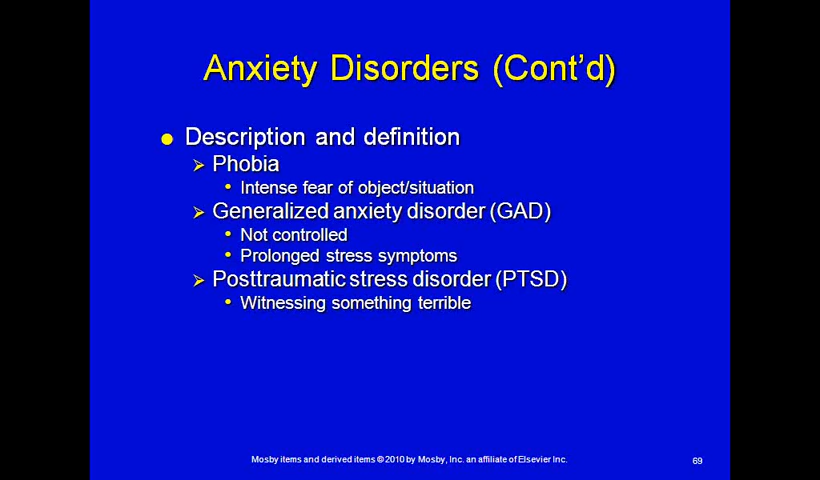 Anxiety Disorders (Cont’d)
Description and definition
Phobia
Intense fear of object/situation
Generalized anxiety disorder (GAD)
Not controlled
Prolonged stress symptoms
Posttraumatic stress disorder (PTSD)
Witnessing something terrible
Mosby items and derived items © 2010 by Mosby, Inc. an affiliate of Elsevier Inc.
69